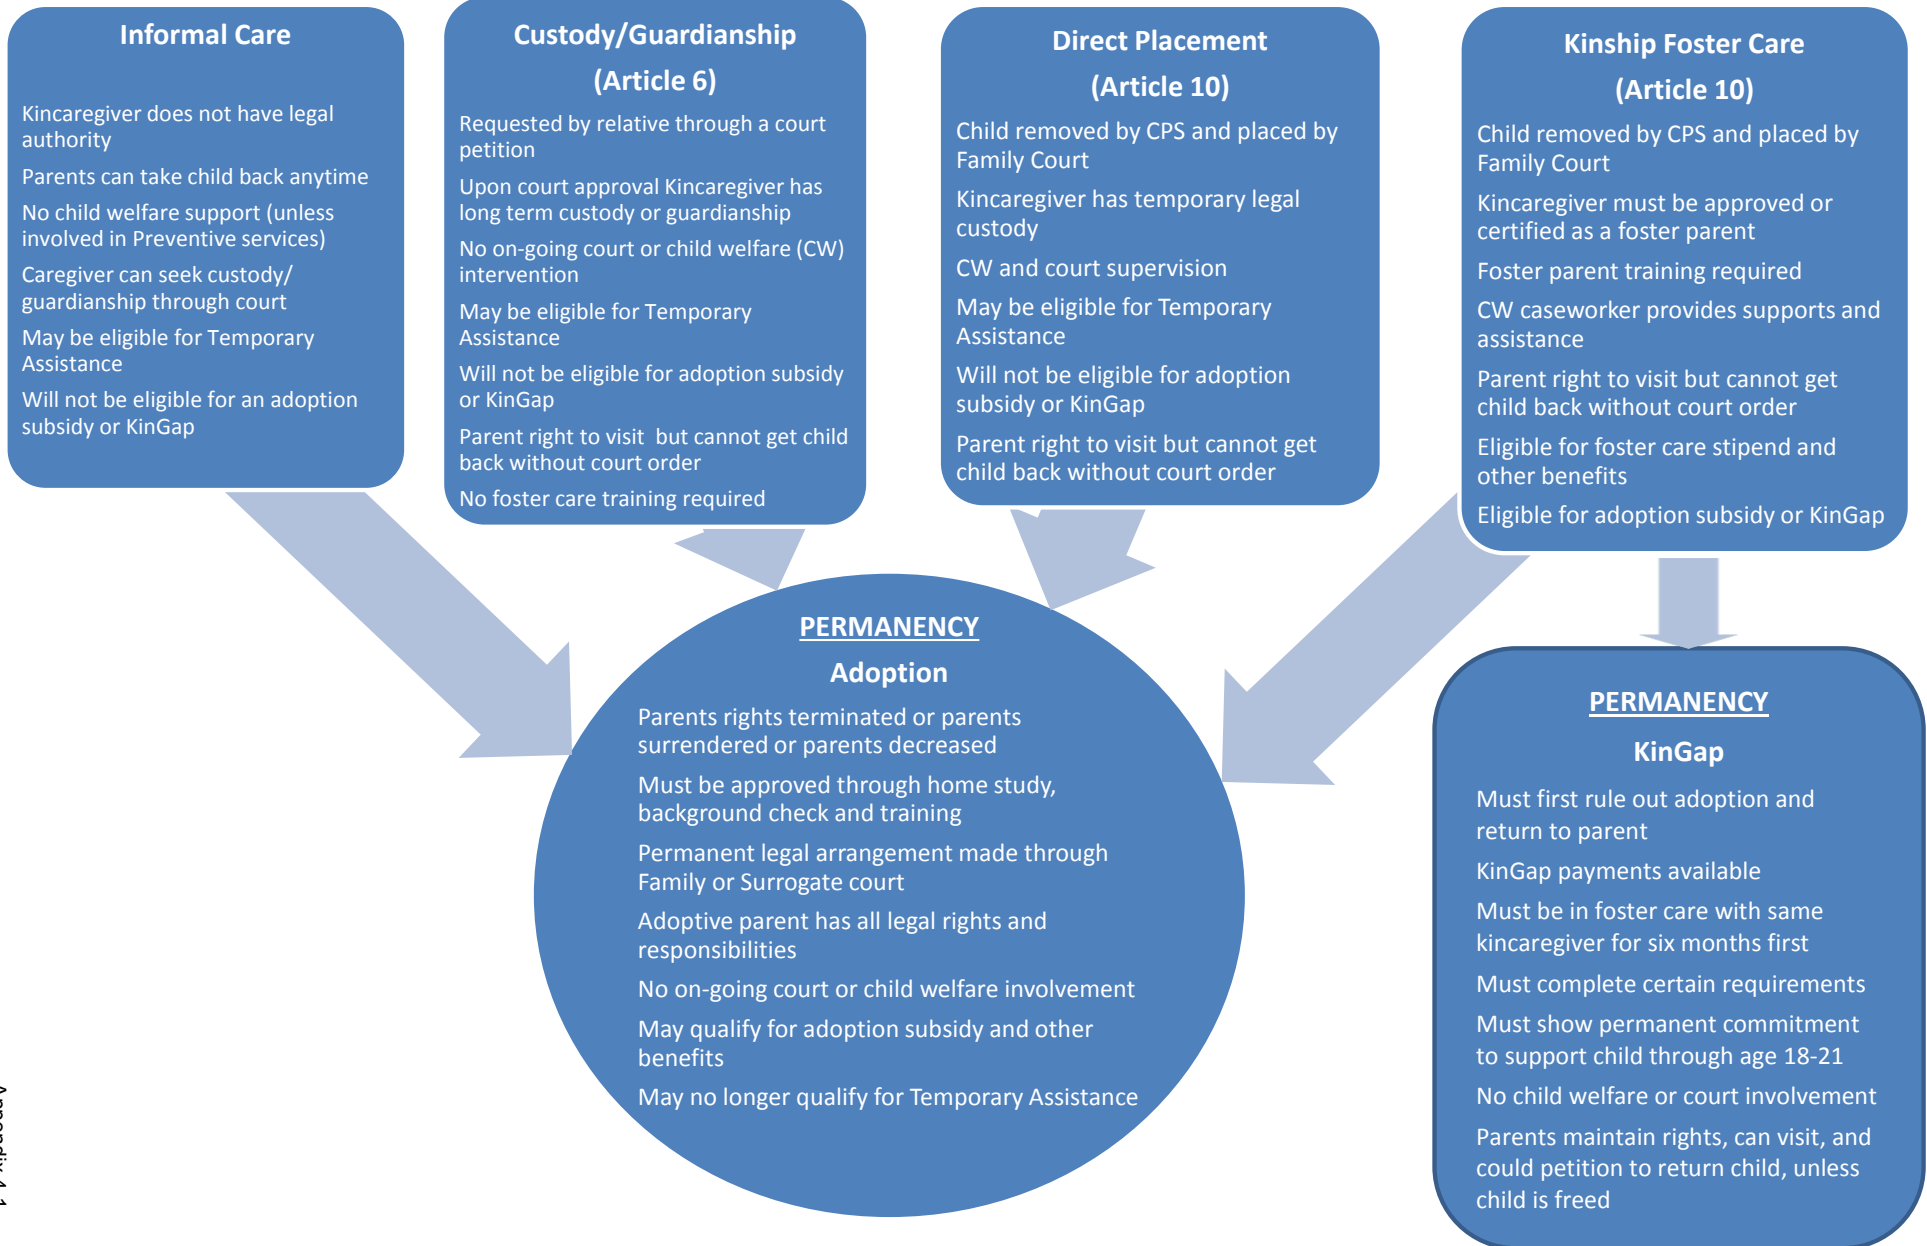 Informal Care
Kincaregiver does not have legal
authority
Parents can take child back anytime
No child welfare support (unless
involved in Preventive services)
Caregiver can seek custody/
guardianship through court
May be eligible for Temporary
Assistance
Will not be eligible for an adoption
subsidy or KinGap
Custody/Guardianship
(Article 6)
Requested by relative through a court
petition
Upon court approval Kincaregiver has
long term custody or guardianship
No on-going court or child welfare (CW)
intervention
May be eligible for Temporary
Assistance
Will not be eligible for adoption subsidy
or KinGap
Parent right to visit but cannot get child
back without court order
No foster care training required
Direct Placement
(Article 10)
Child removed by CPS and placed by
Family Court
Kincaregiver has temporary legal
custody
CW and court supervision
May be eligible for Temporary
Assistance
Will not be eligible for adoption
subsidy or KinGap
Parent right to visit but cannot get
child back without court order
Kinship Foster Care
(Article 10)
Child removed by CPS and placed by
Family Court
Kincaregiver must be approved or
certified as a foster parent
Foster parent training required
CW caseworker provides supports and
assistance
Parent right to visit but cannot get
child back without court order
Eligible for foster care stipend and
other benefits
Eligible for adoption subsidy or KinGap
PERMANENCY
Adoption
Parents rights terminated or parents
surrendered or parents decreased
Must be approved through home study,
background check and training
Permanent legal arrangement made through
Family or Surrogate court
Adoptive parent has all legal rights and
responsibilities
No on-going court or child welfare involvement
May qualify for adoption subsidy and other
benefits
May no longer qualify for Temporary Assistance
PERMANENCY
KinGap
Must first rule out adoption and
return to parent
KinGap payments available
Must be in foster care with same
kincaregiver for six months first
Must complete certain requirements
Must show permanent commitment
to support child through age 18-21
No child welfare or court involvement
Parents maintain rights, can visit, and
could petition to return child, unless
child is freed